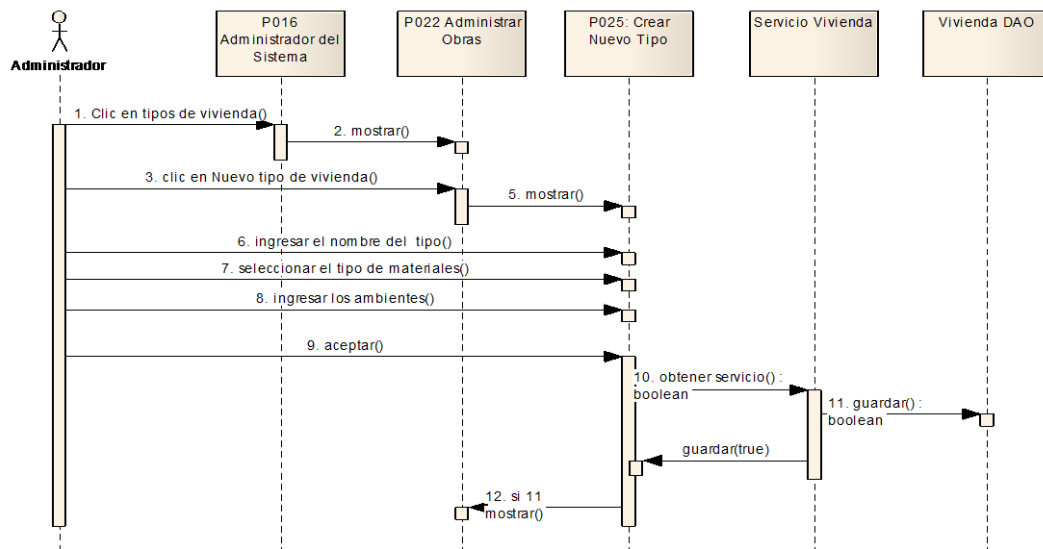 P016
Administrador del
Sistema
P022 Administrar
Obras
P025: Crear
Nuevo Tipo
Servicio Vivienda
Vivienda DAO
Administrador
1. Clic en tipos de vivienda()
2. mostrar()
3. clic en Nuevo tipo de vivienda()
5. mostrar()
6. ingresar el nombre del tipo()
7. seleccionar el tipo de materiales()
8. ingresar los ambientes()
9. aceptar()
10. obtener servicio() :
boolean
11. guardar() :
boolean
guardar(true)
12. si 11
mostrar()